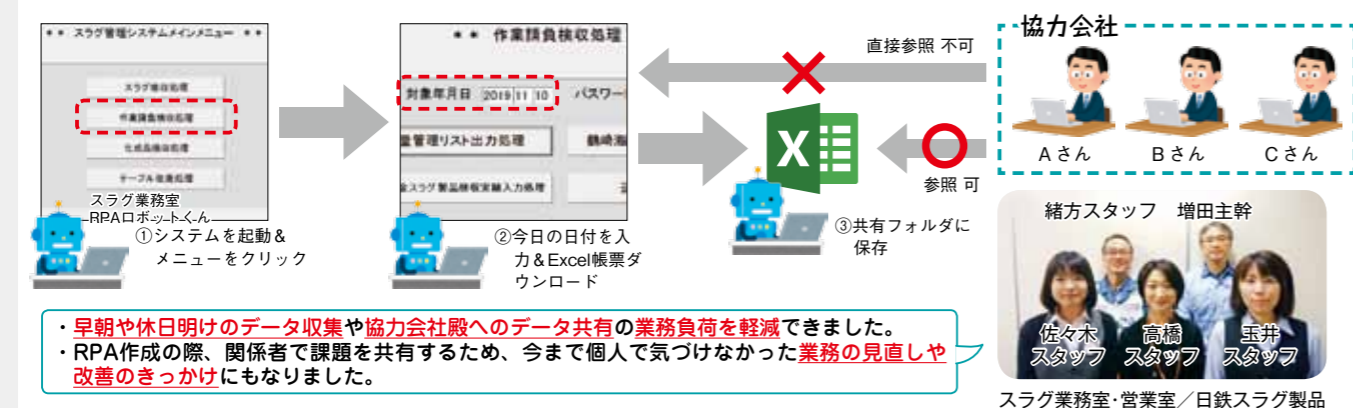 ** スラグ管理システムメインメニュー **
スラグ検収処理
作業請負検収処理
化成品検収処理
テーブル改廃処理
スラグ業務室
RPAロボットくん
①システムを起動&
メニューをクリック
** 作業請負検収処理
対象年月日 2019 11 10 パスワー
管理リスト出力処理
スラグ製品検収実績入力処理
②今日の日付を入
力&Excel帳票ダ
ウンロード
X
③共有フォルダに
保存
直接参照 不可
参照 可
協力会社
Aさん Bさん Cさん
緒方スタッフ 増田主幹
佐々木 高橋 玉井
スタッフ スタッフ スタッフ
スラグ業務室・営業室/日鉄スラグ製品
・早朝や休日明けのデータ収集や協力会社殿へのデータ共有の業務負荷を軽減できました。
・RPA作成の際、関係者で課題を共有するため、今まで個人で気づけなかった業務の見直しや
改善のきっかけにもなりました。